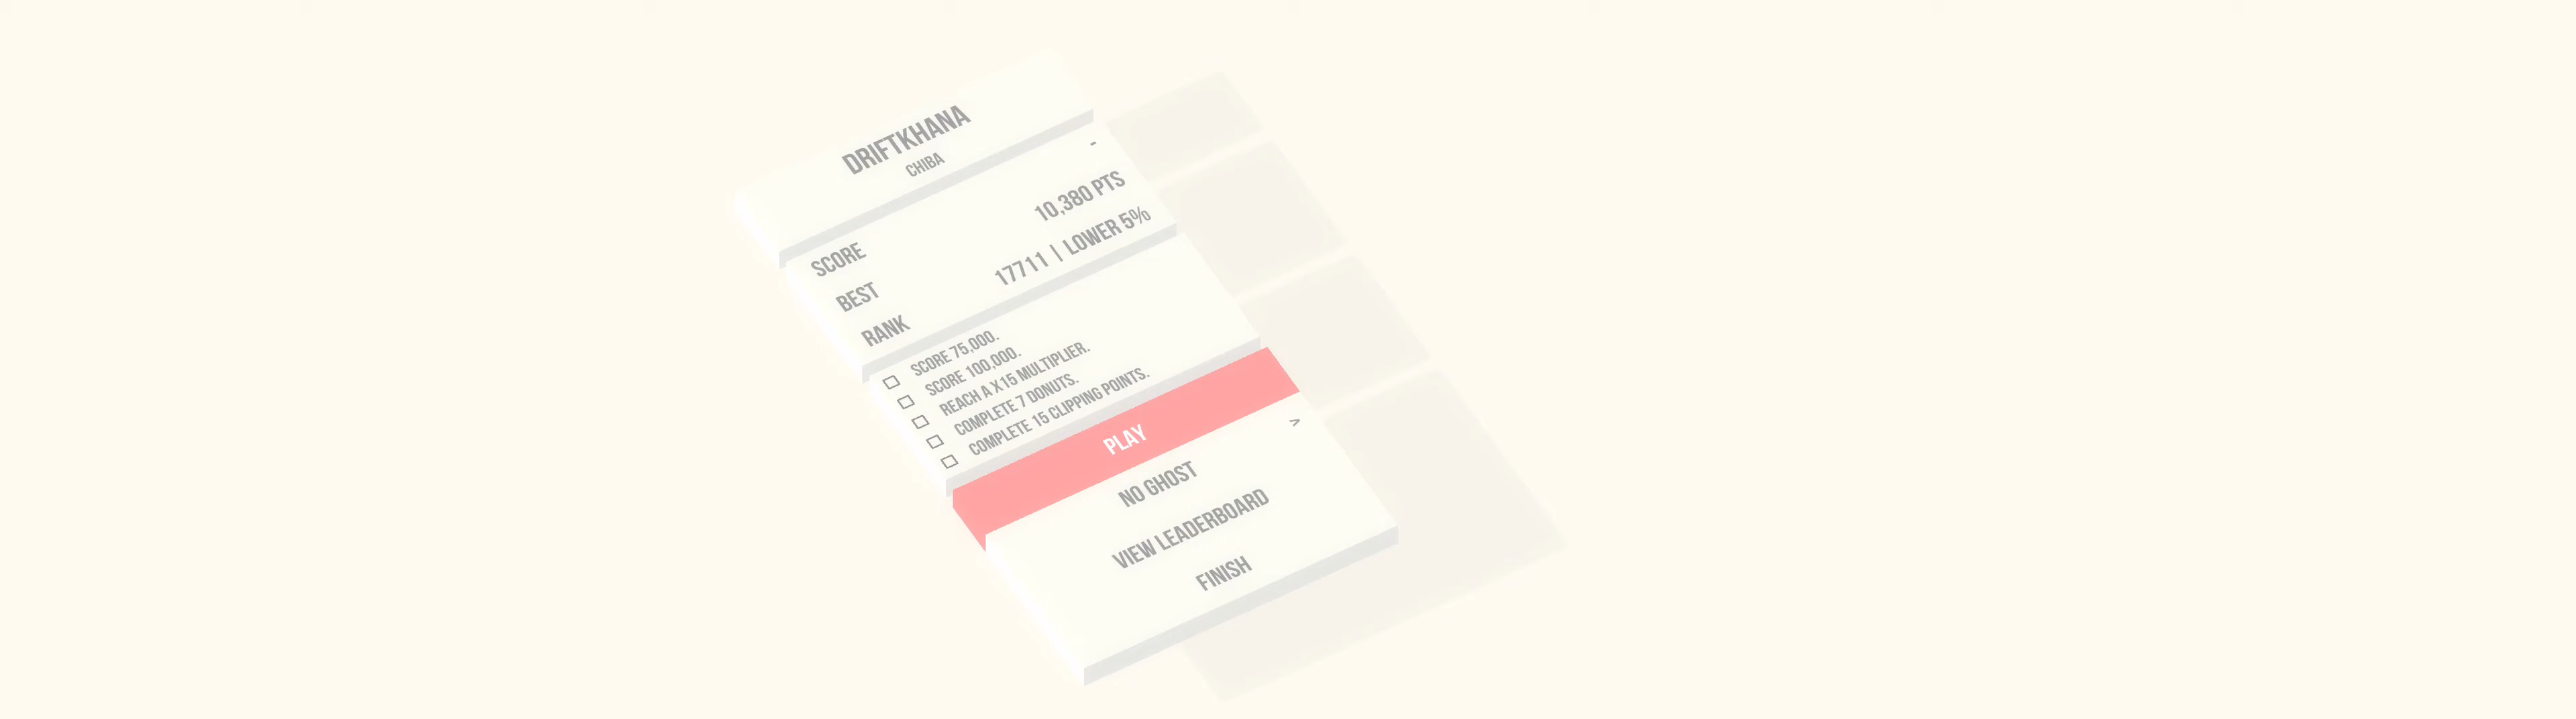 DRIFTKHANA
CHIBA
SCORE -
BEST 10,380 PTS
RANK 17711 | LOWER 5%
SCORE 75,000.
SCORE 100,000.
REACH A X15 MULTIPLIER.
COMPLETE 7 DONUTS.
COMPLETE 15 CLIPPING POINTS.
PLAY
NO GHOST >
VIEW LEADERBOARD
FINISH